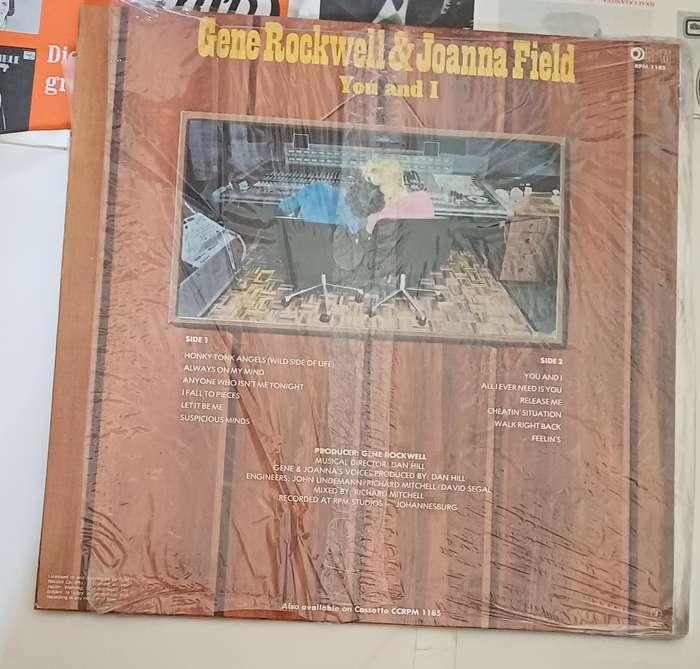 Di
gr
Gene Rockwell & Joanna Field
You and I
RPM
RPM 1185
SIDE 1
HONKY TONK ANGELS (WILD SIDE OF LIFE)
ALWAYS ON MY MIND
ANYONE WHO ISN'T ME TONIGHT
I FALL TO PIECES
LET IT BE ME
SUSPICIOUS MINDS
SIDE 2
YOU AND I
ALL I EVER NEED IS YOU
RELEASE ME
CHEATIN' SITUATION
WALK RIGHT BACK
FEELIN'S
PRODUCER: GENE ROCKWELL
MUSICAL DIRECTOR: DAN HILL
GENE & JOANNA'S VOICES PRODUCED BY: DAN HILL
ENGINEERS: JOHN LINDEMANN/RICHARD MITCHELL/DAVID SEGAL
MIXED BY: RICHARD MITCHELL
RECORDED AT RPM STUDIOS – JOHANNESBURG
Also available on Cassette CCRPM 1185